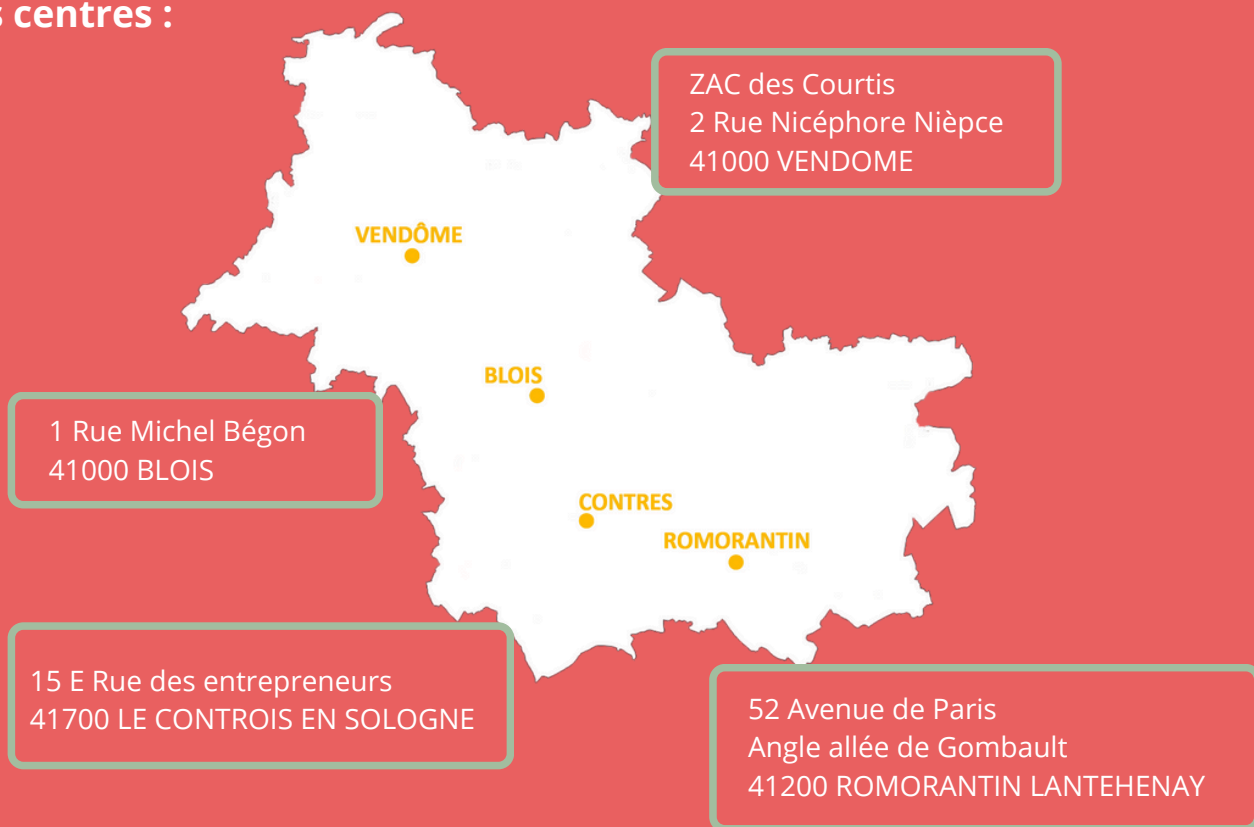 s centres :
ZAC des Courtis
2 Rue Nicéphore Nièpce
41000 VENDOME
VENDÔME
BLOIS
1 Rue Michel Bégon
41000 BLOIS
CONTRES
ROMORANTIN
15 E Rue des entrepreneurs
41700 LE CONTROIS EN SOLOGNE
52 Avenue de Paris
Angle allée de Gombault
41200 ROMORANTIN LANTEHENAY